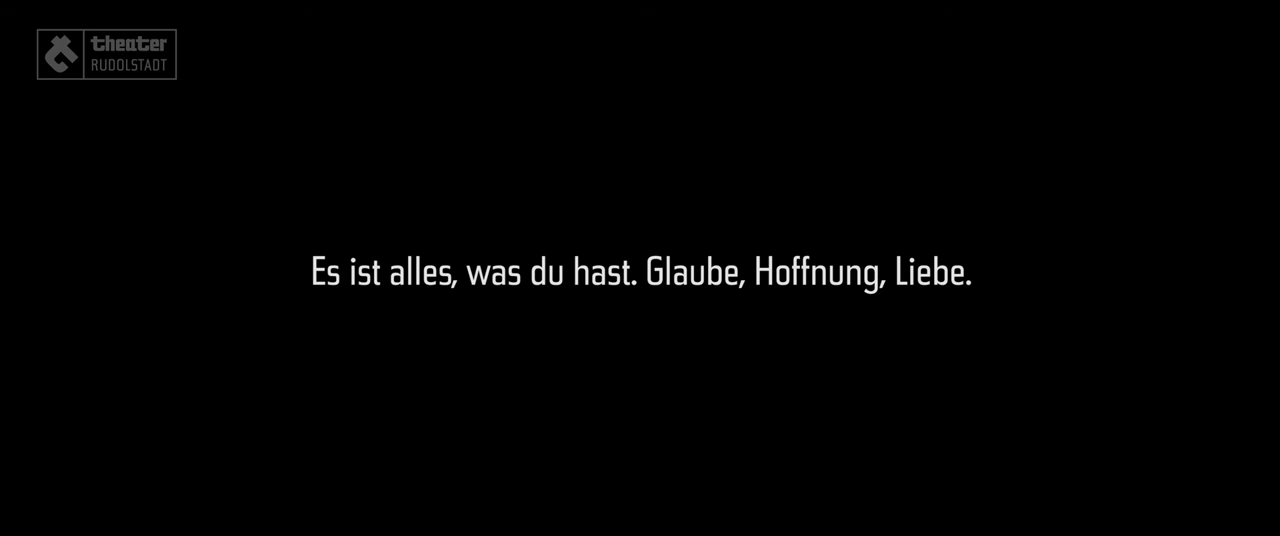 theater
RUDOLSTADT
Es ist alles, was du hast. Glaube, Hoffnung, Liebe.